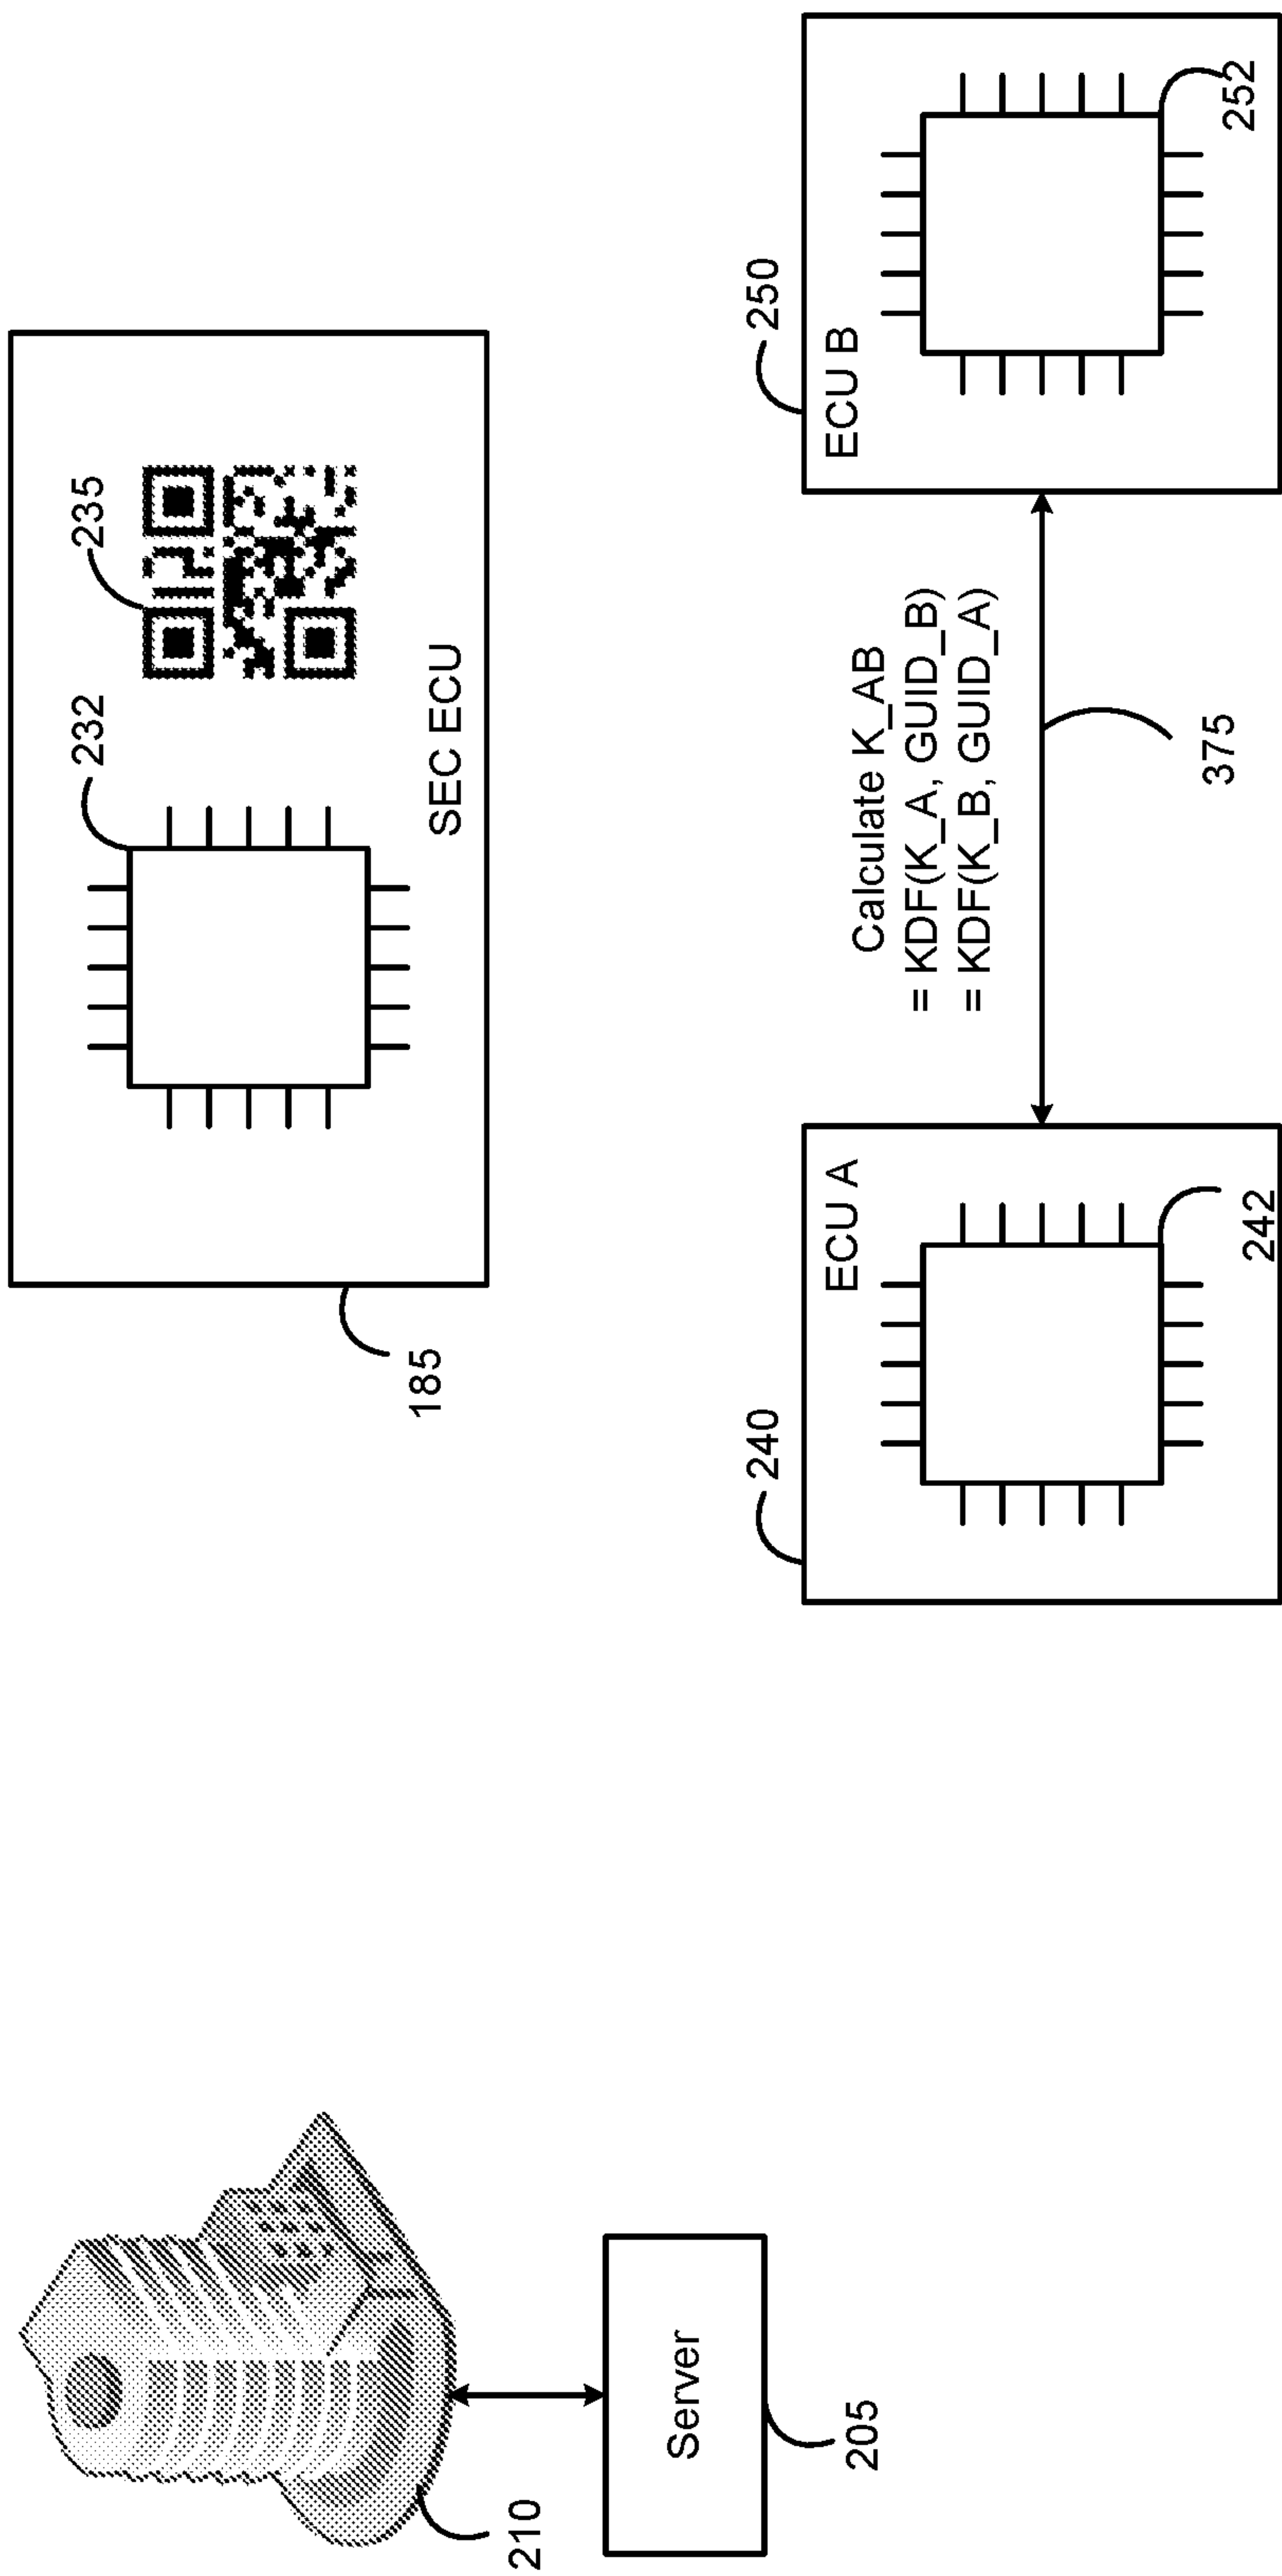 210
Server
205
185
232
235
SEC ECU
240
ECU A
242
Calculate K_AB
= KDF(K_A, GUID_B)
= KDF(K_B, GUID_A)
375
250
ECU B
252